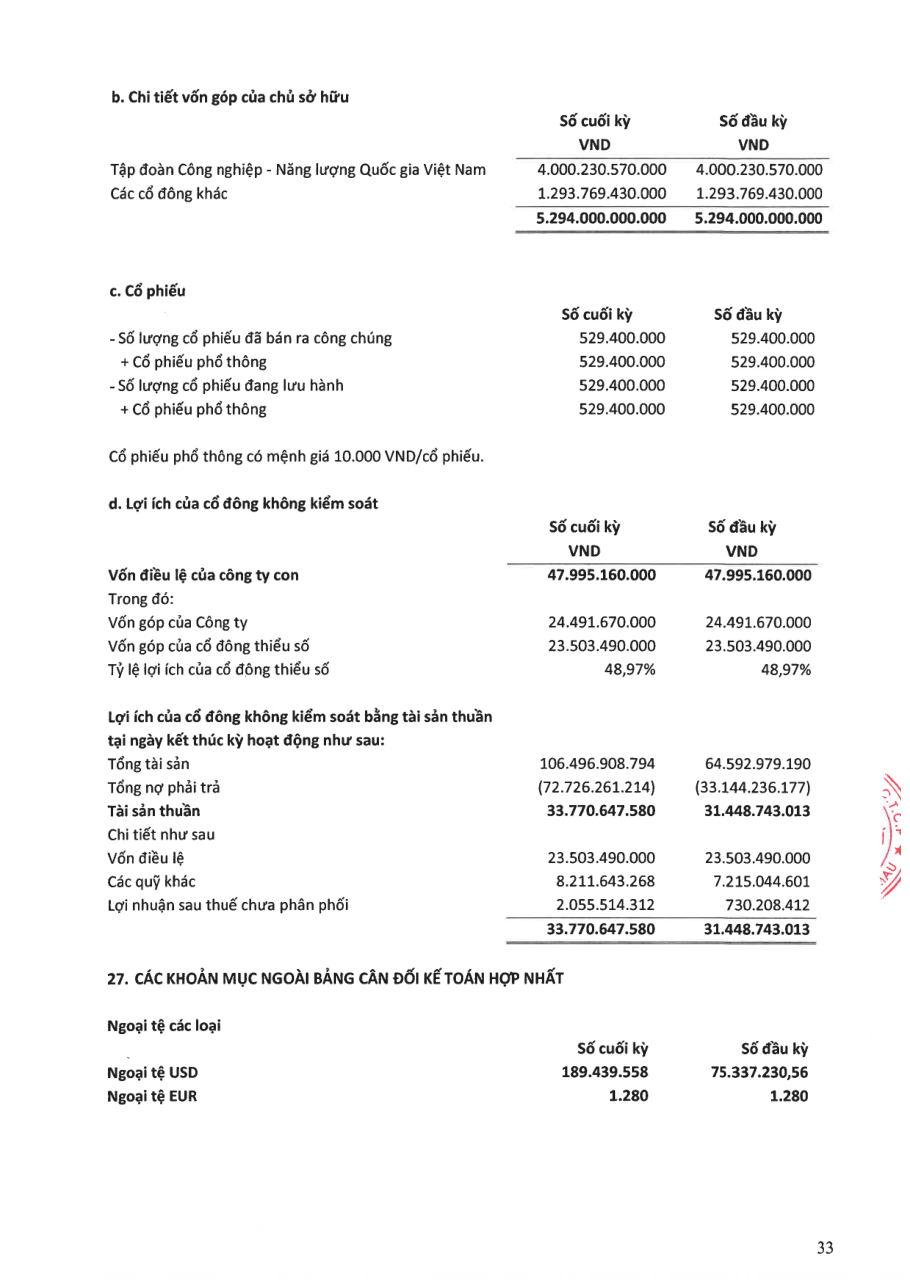 b. Chi tiết vốn góp của chủ sở hữu
Số cuối kỳ Số đầu kỳ
VND VND
Tập đoàn Công nghiệp - Năng lượng Quốc gia Việt Nam 4.000.230.570.000 4.000.230.570.000
Các cổ đông khác 1.293.769.430.000 1.293.769.430.000
5.294.000.000.000 5.294.000.000.000
c. Cổ phiếu
Số cuối kỳ Số đầu kỳ
- Số lượng cổ phiếu đã bán ra công chúng 529.400.000 529.400.000
+ Cổ phiếu phổ thông 529.400.000 529.400.000
- Số lượng cổ phiếu đang lưu hành 529.400.000 529.400.000
+ Cổ phiếu phổ thông 529.400.000 529.400.000
Cổ phiếu phổ thông có mệnh giá 10.000 VND/cổ phiếu.
d. Lợi ích của cổ đông không kiểm soát
Số cuối kỳ Số đầu kỳ
VND VND
Vốn điều lệ của công ty con 47.995.160.000 47.995.160.000
Trong đó:
Vốn góp của Công ty 24.491.670.000 24.491.670.000
Vốn góp của cổ đông thiểu số 23.503.490.000 23.503.490.000
Tỷ lệ lợi ích của cổ đông thiểu số 48,97% 48,97%
Lợi ích của cổ đông không kiểm soát bằng tài sản thuần
tại ngày kết thúc kỳ hoạt động như sau:
Tổng tài sản 106.496.908.794 64.592.979.190
Tổng nợ phải trả (72.726.261.214) (33.144.236.177)
Tài sản thuần 33.770.647.580 31.448.743.013
Chi tiết như sau
Vốn điều lệ 23.503.490.000 23.503.490.000
Các quỹ khác 8.211.643.268 7.215.044.601
Lợi nhuận sau thuế chưa phân phối 2.055.514.312 730.208.412
33.770.647.580 31.448.743.013
27. CÁC KHOẢN MỤC NGOÀI BẢNG CÂN ĐỐI KẾ TOÁN HỢP NHẤT
Ngoại tệ các loại
Số cuối kỳ Số đầu kỳ
Ngoại tệ USD 189.439.558 75.337.230,56
Ngoại tệ EUR 1.280 1.280
33